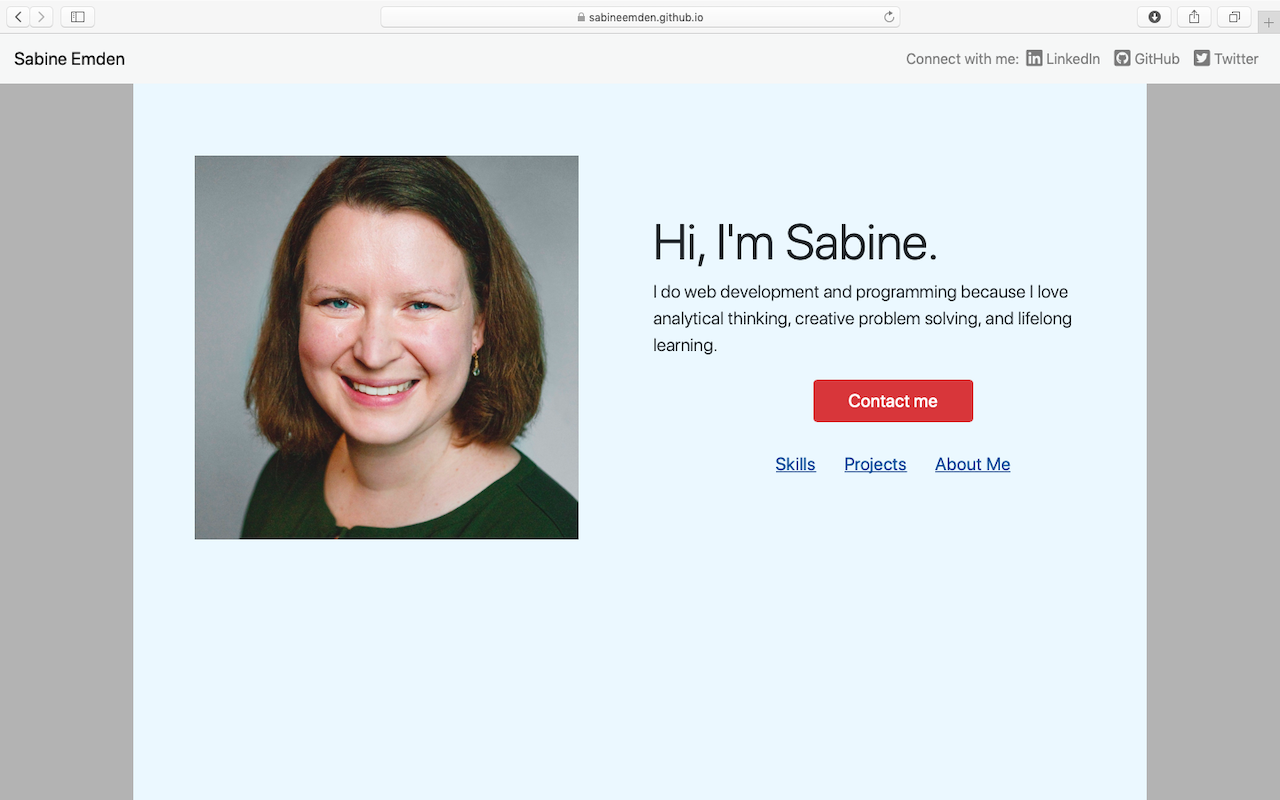 sabineemden.github.io
Sabine Emden
Connect with me: LinkedIn GitHub Twitter
Hi, I'm Sabine.
I do web development and programming because I love
analytical thinking, creative problem solving, and lifelong
learning.
Contact me
Skills Projects About Me